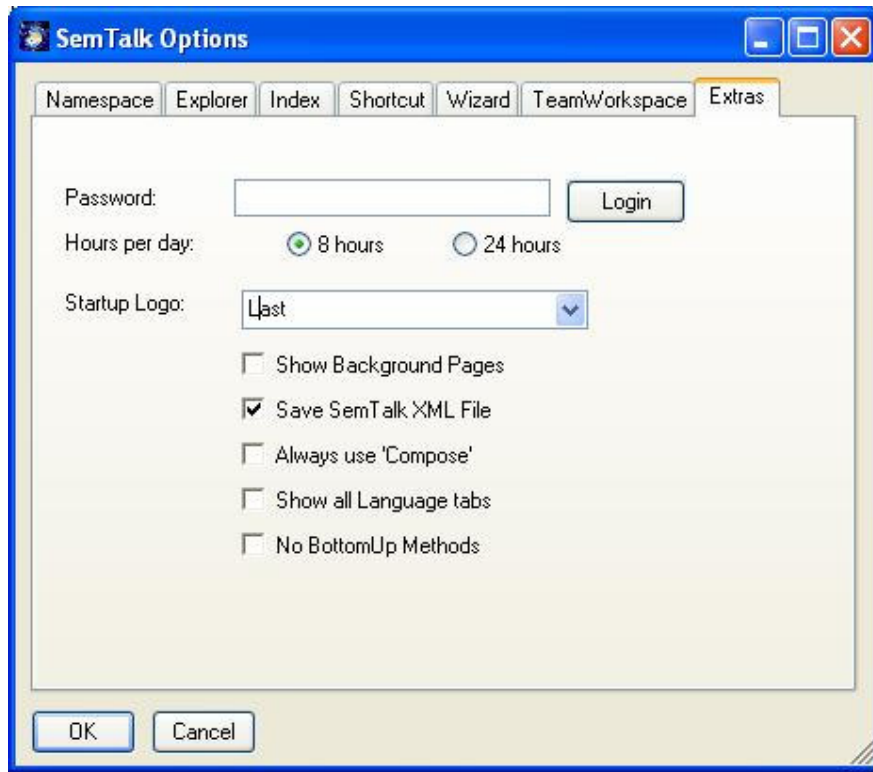 SemTalk Options
Namespace Explorer Index Shortcut Wizard TeamWorkspace Extras
Password: Login
Hours per day: 8 hours 24 hours
Startup Logo: Last
Show Background Pages
Save SemTalk XML File
Always use 'Compose'
Show all Language tabs
No BottomUp Methods
OK Cancel